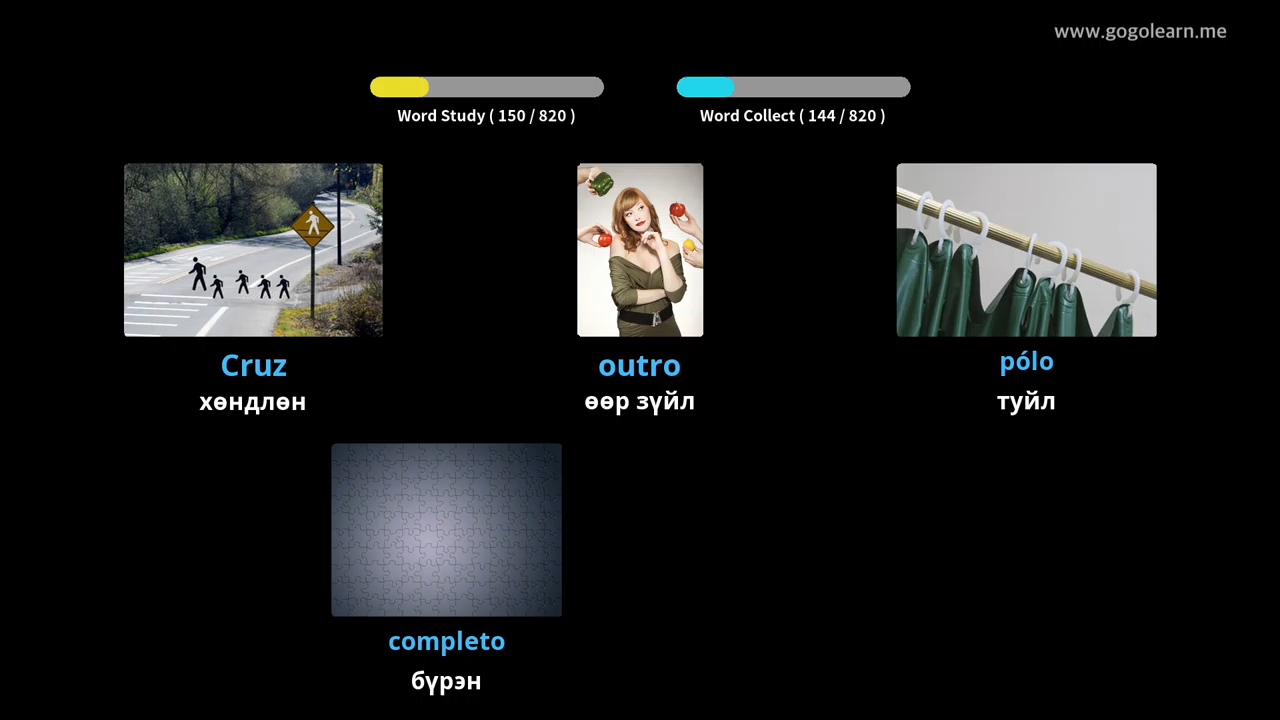 www.gogolearn.me
Word Study ( 150 / 820 )
Word Collect ( 144 / 820 )
Cruz
хөндлөн
outro
өөр зүйл
pólo
туйл
completo
бүрэн